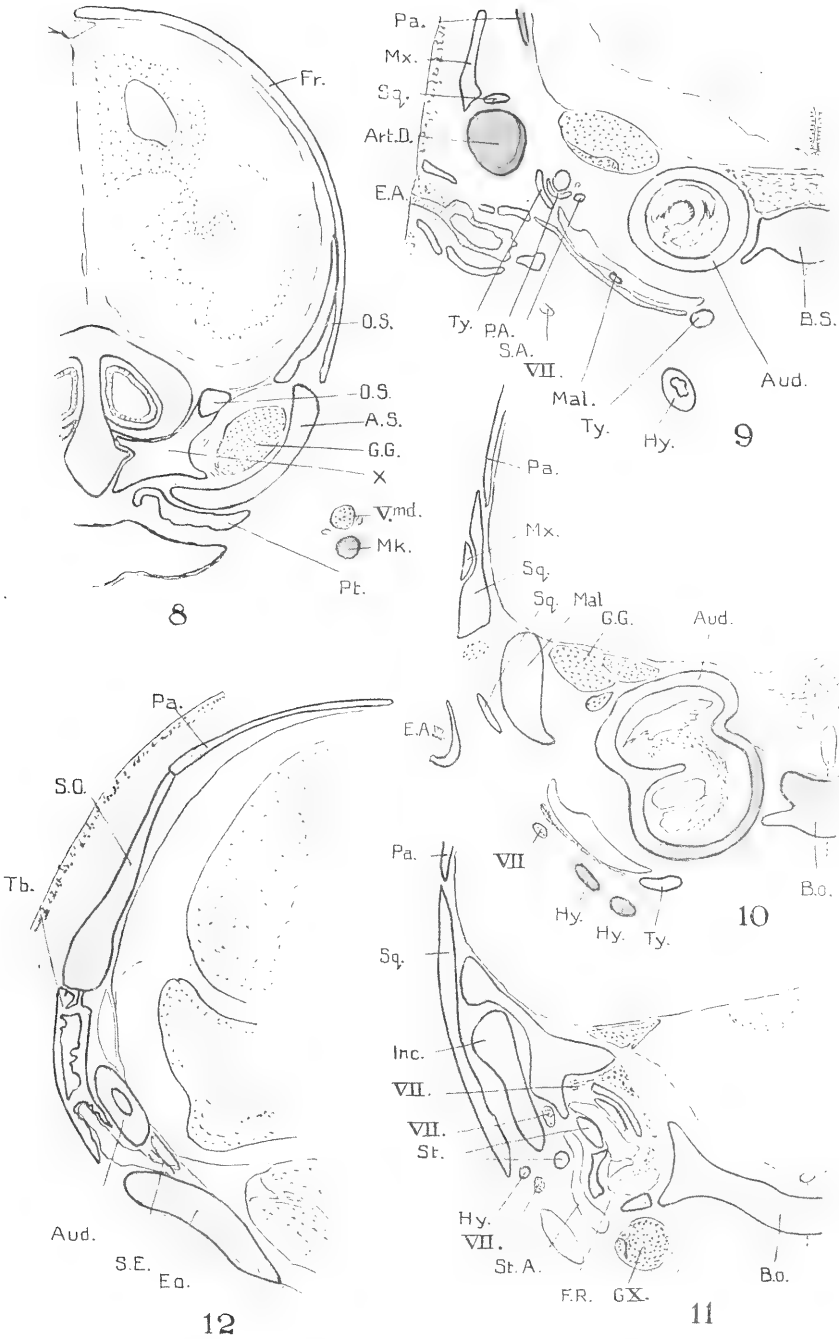 Fr.
O.S.
O.S.
A.S.
G.G.
X
V.md.
Mk.
Pt.
8
Pa.
Mx.
Sq.
Art.D.
E.A.
Ty.
P.A.
S.A.
VII.
Mal.
Ty.
Hy.
Aud.
B.S.
9
Pa.
Mx.
Sq.
Sq.
Mal
G.G.
Aud.
E.A.
VII
Hy.
Hy.
Ty.
B.o.
10
Pa.
S.O.
Tb.
Aud.
S.E.
E.o.
12
Pa.
Sq.
Inc.
VII.
VII.
St.
Hy.
VII.
St.A.
F.R.
GX.
B.o.
11